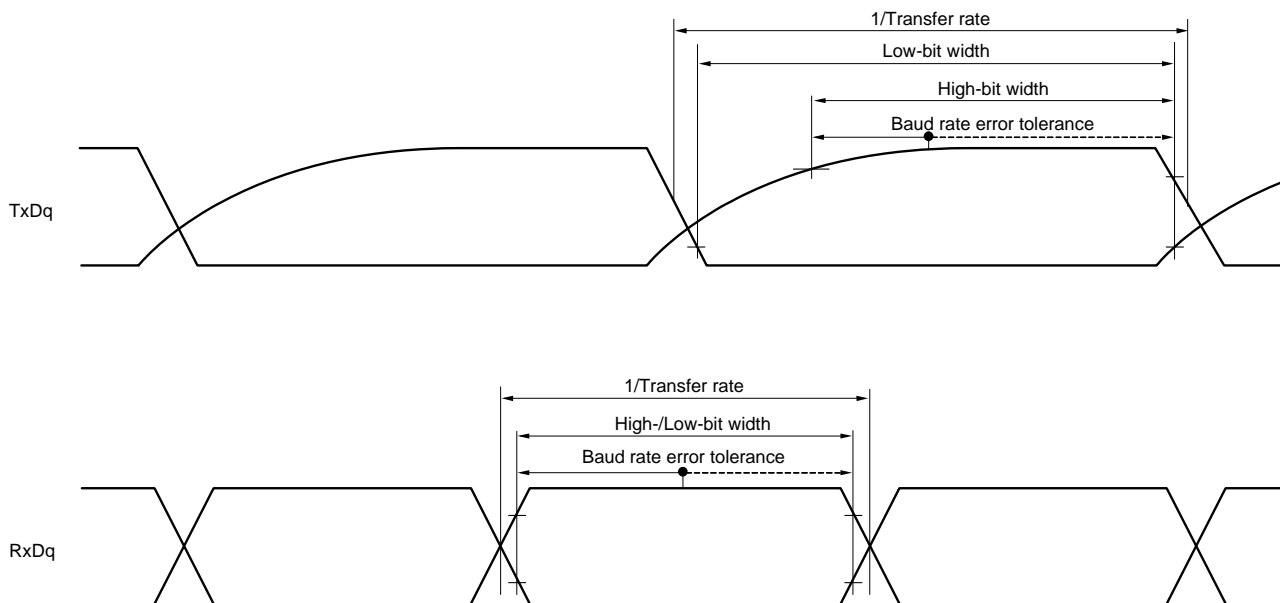 1/Transfer rate
Low-bit width
High-bit width
Baud rate error tolerance
TxDq
1/Transfer rate
High-/Low-bit width
Baud rate error tolerance
RxDq